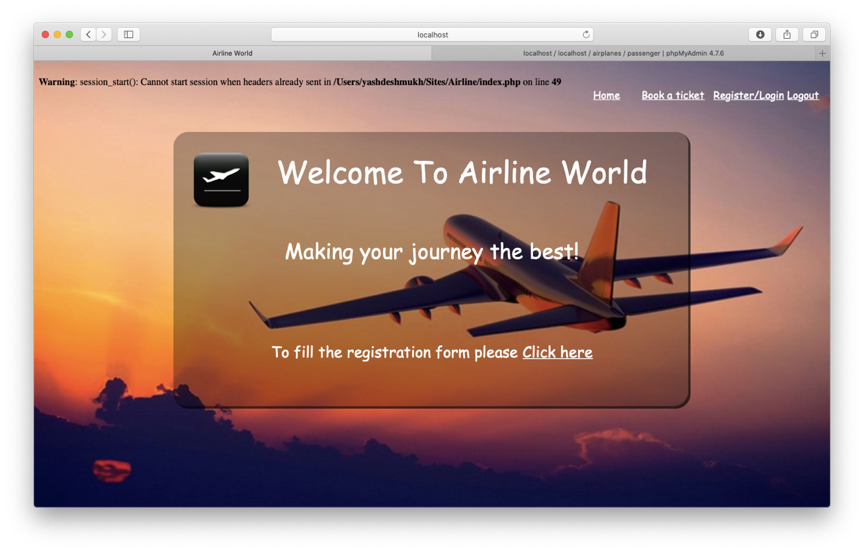 localhost
Airline World
localhost / localhost / airplanes / passenger | phpMyAdmin 4.7.6
Warning: session_start(): Cannot start session when headers already sent in /Users/yashdeshmukh/Sites/Airline/index.php on line 49
Home Book a ticket Register/Login Logout
Welcome To Airline World
Making your journey the best!
To fill the registration form please Click here